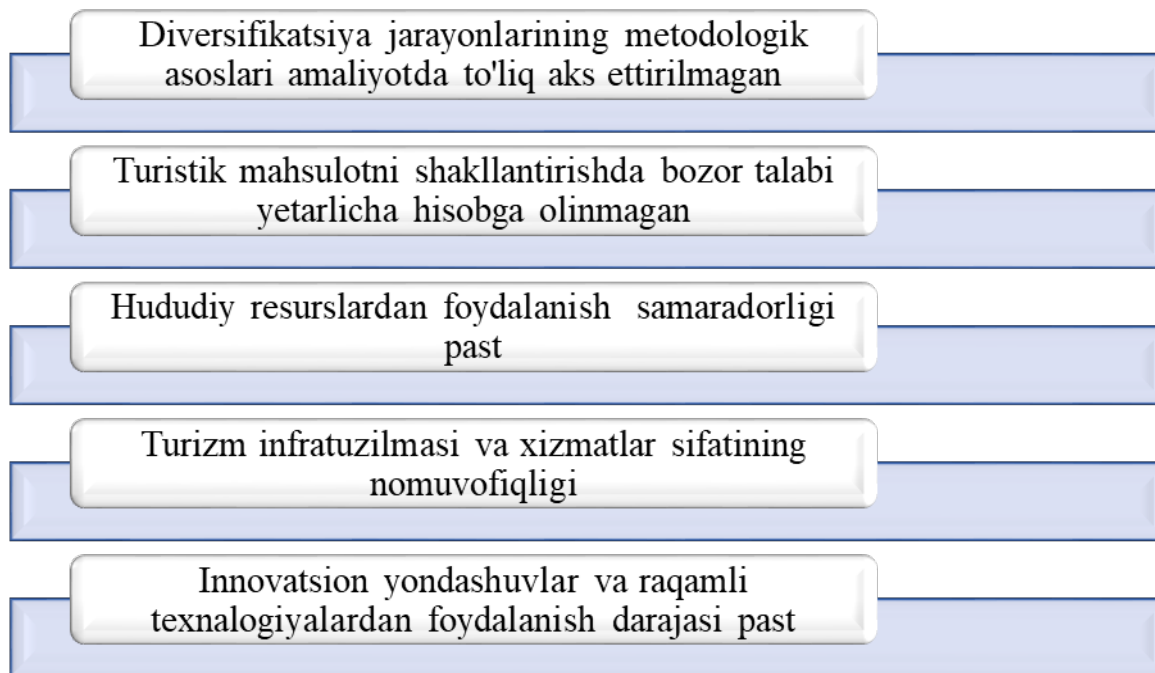 Diversifikatsiya jarayonlarining metodologik
asoslari amaliyotda to'liq aks ettirilmagan
Turistik mahsulotni shakllantirishda bozor talabi
yetarlicha hisobga olinmagan
Hududiy resurslardan foydalanish samaradorligi
past
Turizm infratuzilmasi va xizmatlar sifatining
nomuvofiqligi
Innovatsion yondashuvlar va raqamli
texnalogiyalardan foydalanish darajasi past